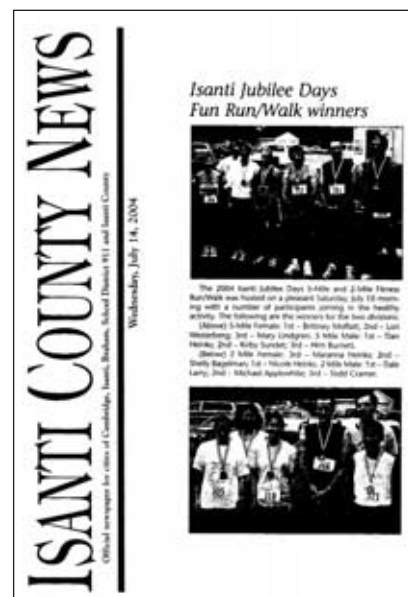 ISANTI COUNTY NEWS
Official newspaper for cities of Cambridge, Isanti, Braham, School District 911 and Isanti County
Wednesday, July 14, 2004
Isanti Jubilee Days
Fun Run/Walk winners
The 2004 Isanti Jubilee Days 5-Mile and 2-Mile Fitness
Run/Walk was hosted on a pleasant Saturday, July 10 morn-
ing with a number of participants joining in the healthy
activity. The following are the winners for the two divisions:
(Above) 5-Mile Female: 1st – Brittney Moffatt; 2nd – Lori
Westerberg; 3rd – Mary Lindgren; 5 Mile Male: 1st –
Heinke; 2nd – Kirby Sundet; 3rd – Burnett.
(Below) 2 Mile Female: 3rd – Marianna Heinke; 2nd –
Shelly Bagelman; 1st – Nicole Heinke; 2 Mile Male: 1st – Dale
Larry; 2nd – Michael Applewhite; 3rd – Todd Cramer.